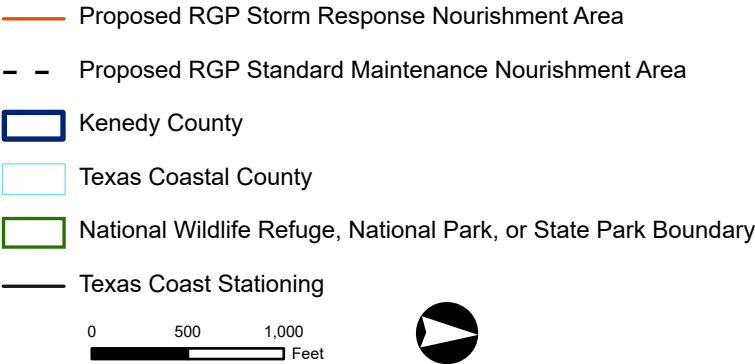 Proposed RGP Storm Response Nourishment Area
Proposed RGP Standard Maintenance Nourishment Area
Kenedy County
Texas Coastal County
National Wildlife Refuge, National Park, or State Park Boundary
Texas Coast Stationing
0 500 1,000
Feet